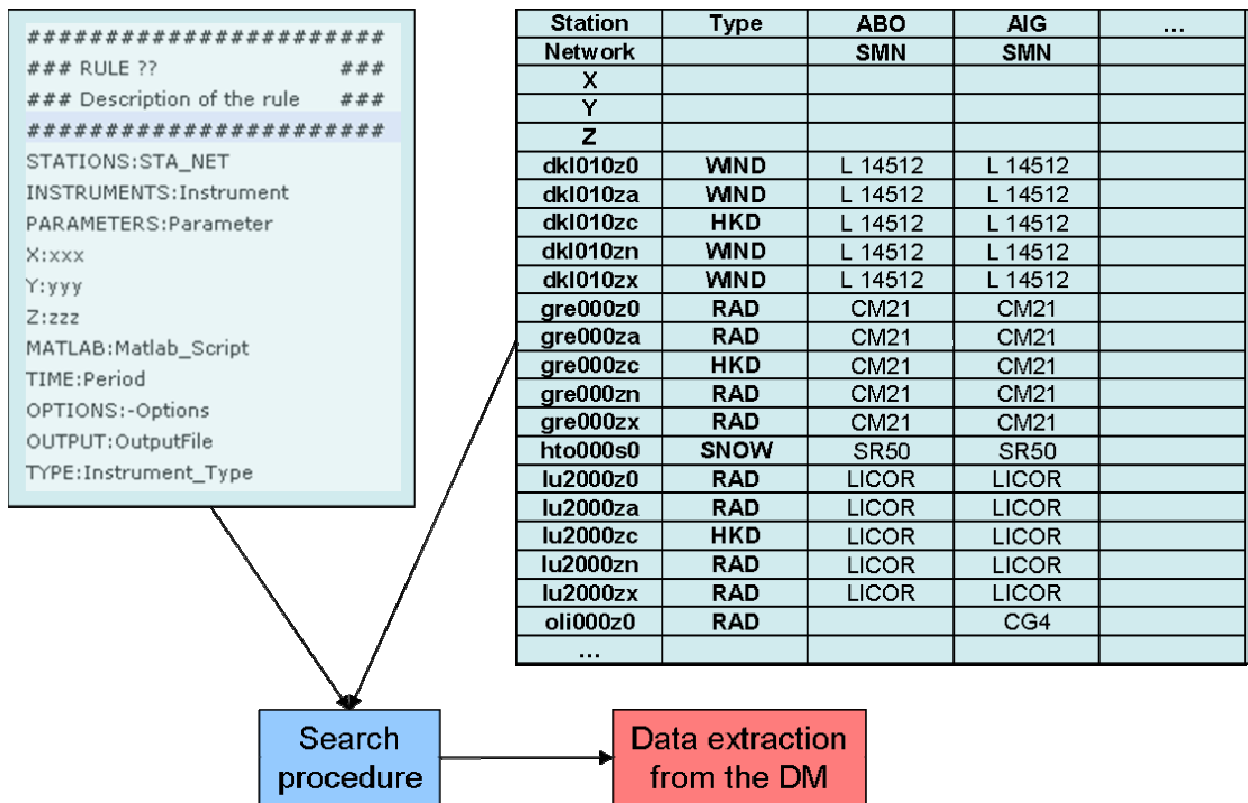 #######################
### RULE ?? ###
### Description of the rule ###
#######################
STATIONS:STA_NET
INSTRUMENTS:Instrument
PARAMETERS:Parameter
X:xxx
Y:yyy
Z:zzz
MATLAB:Matlab_Script
TIME:Period
OPTIONS:-Options
OUTPUT:OutputFile
TYPE:Instrument_Type
Station Type ABO AIG ...
Network SMN SMN
X
Y
Z
dkl010z0 WIND L 14512 L 14512
dkl010za WIND L 14512 L 14512
dkl010zc HKD L 14512 L 14512
dkl010zn WIND L 14512 L 14512
dkl010zx WIND L 14512 L 14512
gre000z0 RAD CM21 CM21
gre000za RAD CM21 CM21
gre000zc HKD CM21 CM21
gre000zn RAD CM21 CM21
gre000zx RAD CM21 CM21
hto000s0 SNOW SR50 SR50
lu2000z0 RAD LICOR LICOR
lu2000za RAD LICOR LICOR
lu2000zc HKD LICOR LICOR
lu2000zn RAD LICOR LICOR
lu2000zx RAD LICOR LICOR
oli000z0 RAD CG4
...
Search
procedure
Data extraction
from the DM